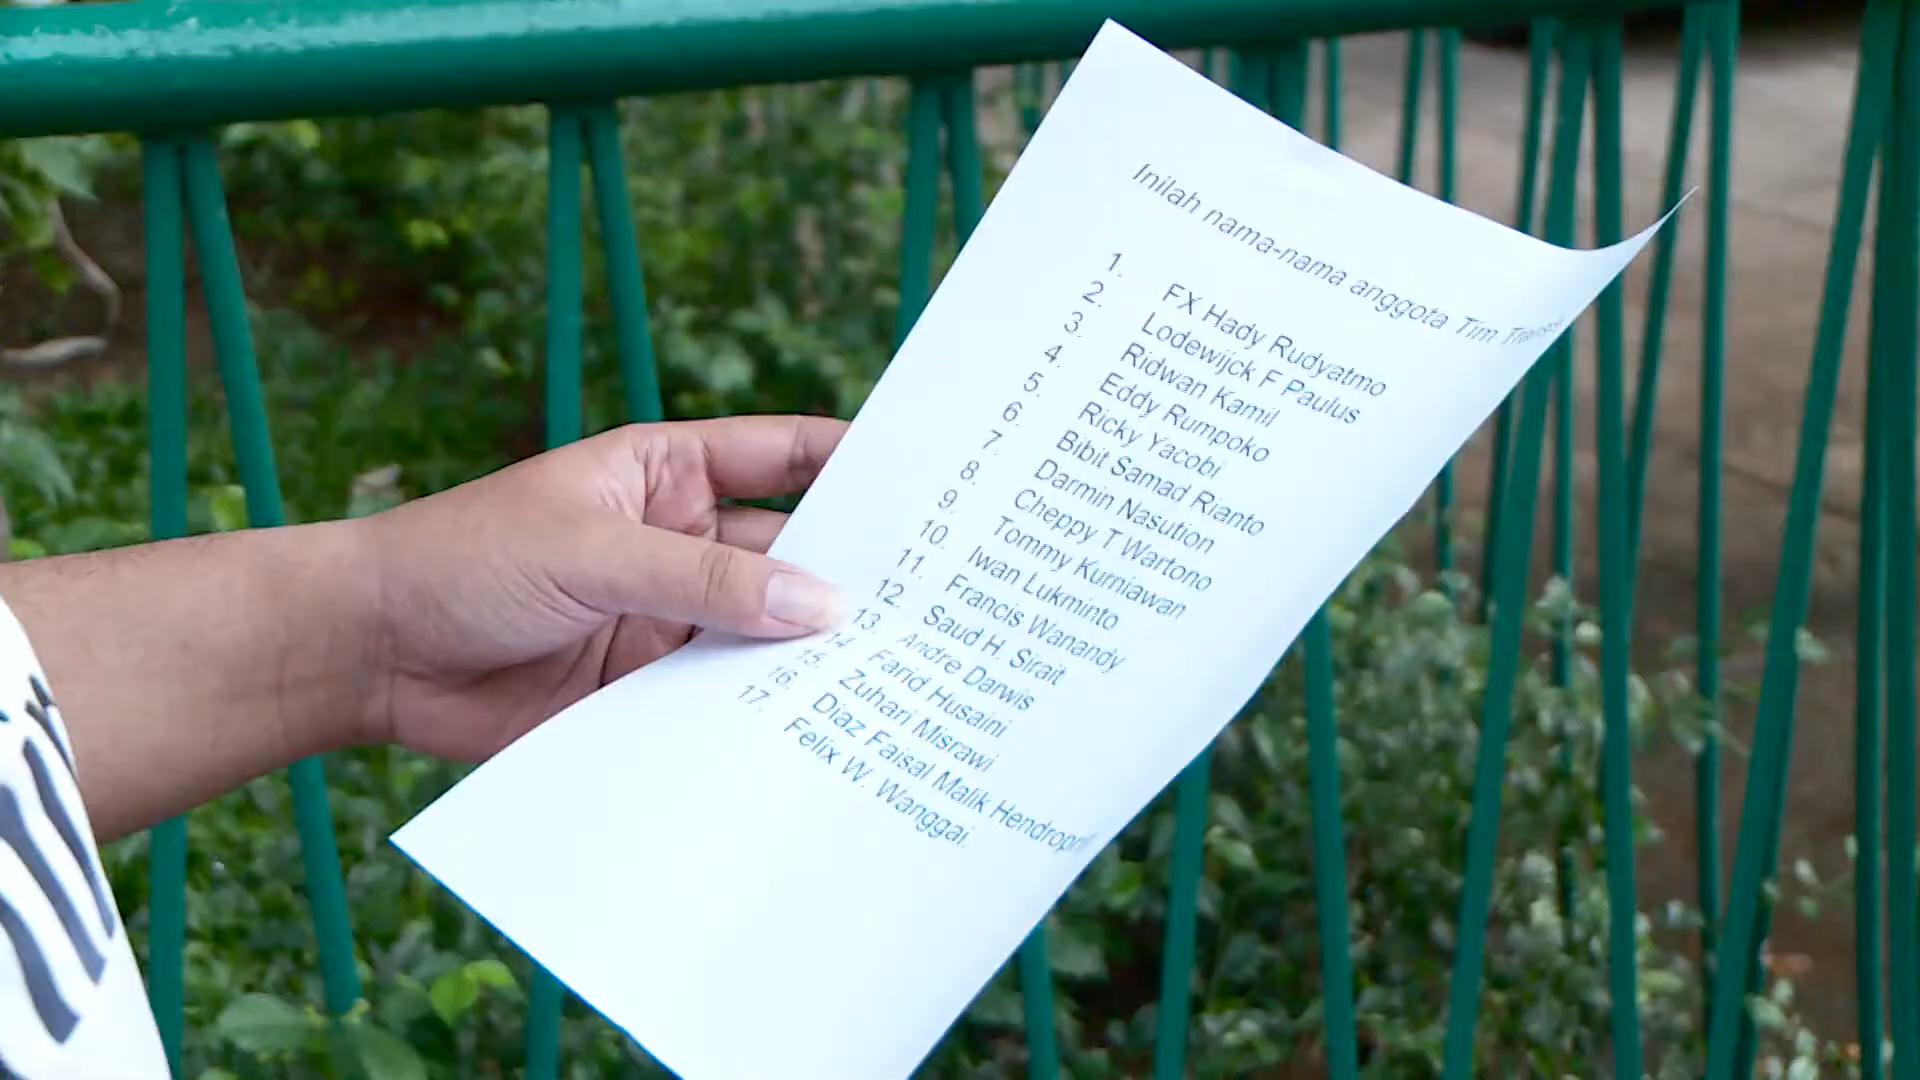 Inilah nama-nama anggota Tim
1. FX Hady Rudyatmo
2. Lodewijck F Paulus
3. Ridwan Kamil
4. Eddy Rumpoko
5. Ricky Yacobi
6. Bibit Samad Rianto
7. Darmin Nasution
8. Cheppy T Wartono
9. Tommy Kurniawan
10. Iwan Lukminto
11. Francis Wanandy
12. Saud H. Sirait
13. Andre Darwis
14. Farid Husaini
15. Zuhari Misrawi
16. Diaz Faisal Malik
17. Felix W. Wanggai.